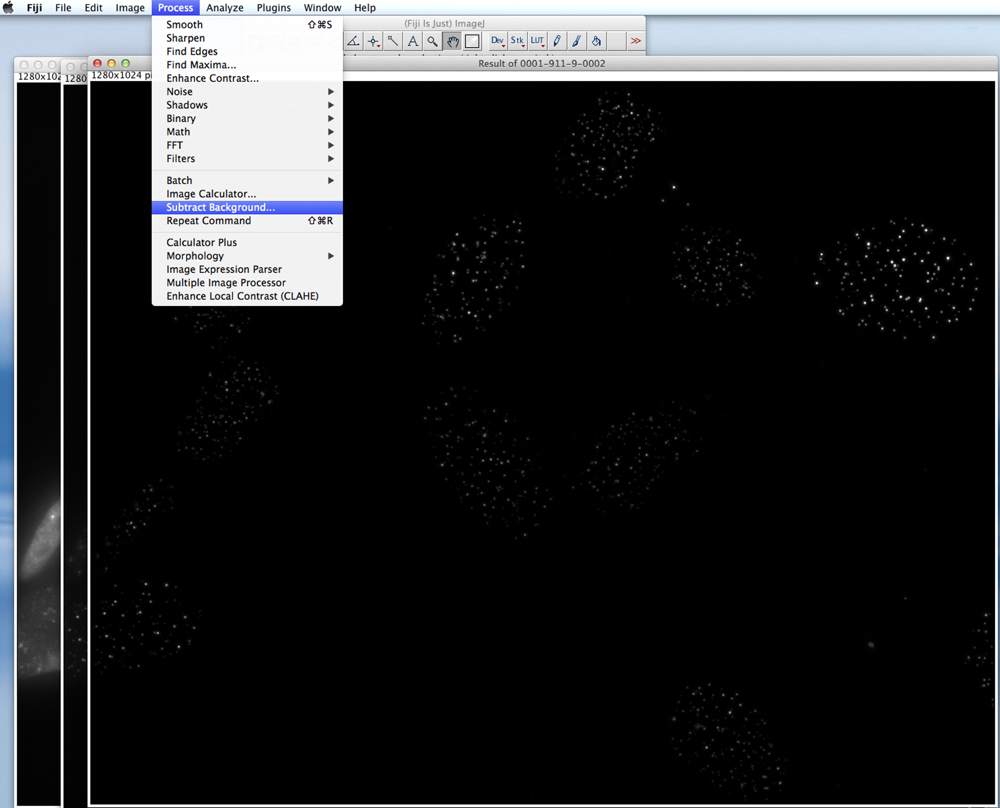 Fiji File Edit Image Process Analyze Plugins Window Help
(Fiji Is Just) ImageJ
A Dev Stk LUT >>
Smooth ⇧⌘S
Sharpen
Find Edges
Find Maxima...
Enhance Contrast...
Noise
Shadows
Binary
Math
FFT
Filters
Batch
Image Calculator...
Subtract Background...
Repeat Command ⇧⌘R
Calculator Plus
Morphology
Image Expression Parser
Multiple Image Processor
Enhance Local Contrast (CLAHE)
Result of 0001-911-9-0002
1280x102
1280
1280x1024 pi